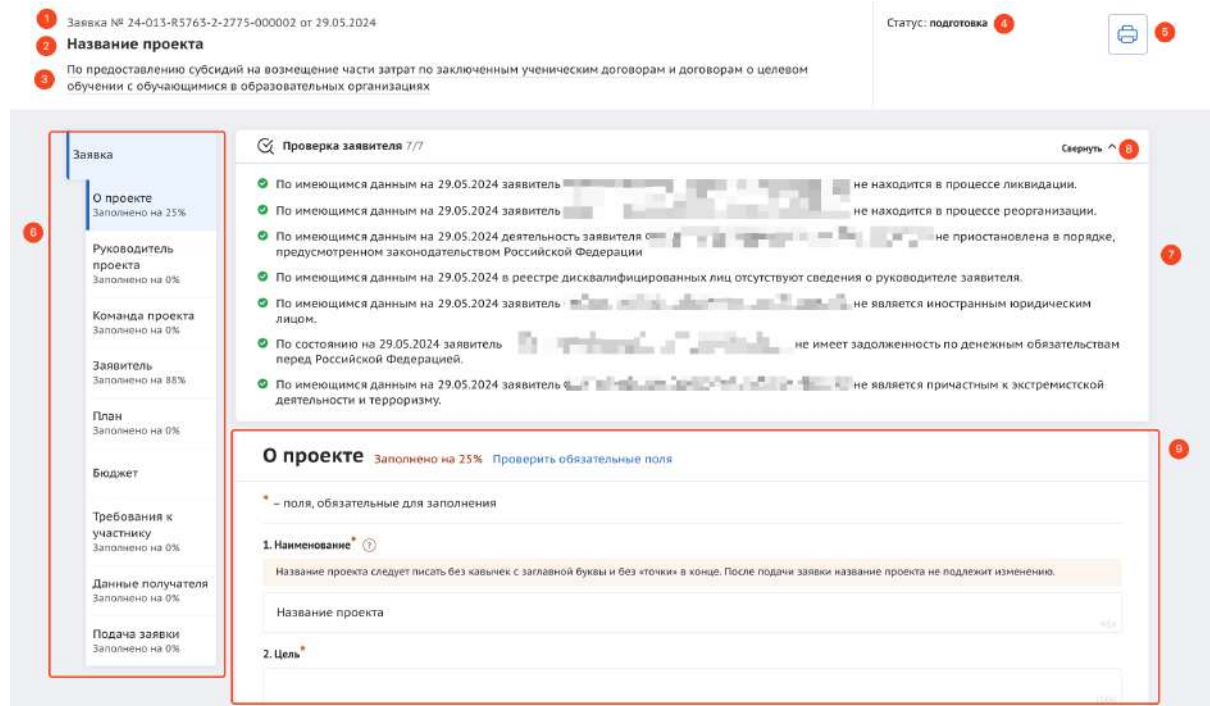 1 Заявка № 24-013-R5763-2-2775-000002 от 29.05.2024
Статус: подготовка 4
5
2 Название проекта
3 По предоставлению субсидий на возмещение части затрат по заключенным ученическим договорам и договорам о целевом
обучении с обучающимися в образовательных организациях
6
Заявка
О проекте
Заполнено на 25%
Руководитель
проекта
Заполнено на 0%
Команда проекта
Заполнено на 0%
Заявитель
Заполнено на 88%
План
Заполнено на 0%
Бюджет
Требования к
участнику
Заполнено на 0%
Данные получателя
Заполнено на 0%
Подача заявки
Заполнено на 0%
Проверка заявителя 7/7
Свернуть 8
7
По имеющимся данным на 29.05.2024 заявитель не находится в процессе ликвидации.
По имеющимся данным на 29.05.2024 заявитель не находится в процессе реорганизации.
По имеющимся данным на 29.05.2024 деятельность заявителя не приостановлена в порядке,
предусмотренном законодательством Российской Федерации
По имеющимся данным на 29.05.2024 в реестре дисквалифицированных лиц отсутствуют сведения о руководителе заявителя.
По имеющимся данным на 29.05.2024 заявитель не является иностранным юридическим
лицом.
По состоянию на 29.05.2024 заявитель не имеет задолженность по денежным обязательствам
перед Российской Федерацией.
По имеющимся данным на 29.05.2024 заявитель не является причастным к экстремистской
деятельности и терроризму.
9
О проекте Заполнено на 25% Проверить обязательные поля
* – поля, обязательные для заполнения
1. Наименование* ?
Название проекта следует писать без кавычек с заглавной буквы и без «точки» в конце. После подачи заявки название проекта не подлежит изменению.
Название проекта
2. Цель*